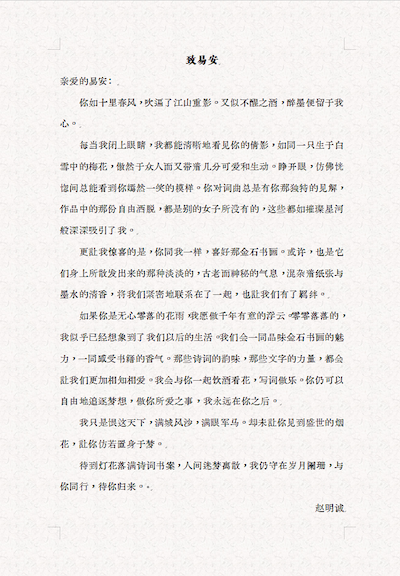 致易安
亲爱的易安：
你如十里春风，吹逼了江山重影。又似不醒之酒，醉墨便留于我
心。
每当我闭上眼睛，我都能清晰地看见你的倩影，如同一只生于白
雪中的梅花，傲然于众人而又带着几分可爱和生动。睁开眼，仿佛恍
惚间总能看到你嫣然一笑的模样。你对词曲总是有你那独特的见解，
作品中的那份自由洒脱，都是别的女子所没有的，这些都如璀璨星河
般深深吸引了我。
更让我惊喜的是，你同我一样，喜好那金石书画。或许，也是它
们身上所散发出来的那种淡淡的，古老而神秘的气息，混杂着纸张与
墨水的清香，将我们紧密地联系在了一起，也让我们有了羁绊。
如果你是无心零落的花雨，我愿做千年有意的浮云。零零落落的，
我似乎已经想象到了我们以后的生活。我们会一同品味金石书画的魅
力，一同感受书籍的香气。那些诗词的韵味，那些文字的力量，都会
让我们更加相知相爱。我会与你一起饮酒看花，写词做乐。你仍可以
自由地追逐梦想，做你所爱之事，我永远在你之后。
我只是恨这天下，满城风沙，满眼军马。却未让你见到盛世的烟
花，让你仿若置身于梦。
待到灯花落满诗词书案，人间迷梦离散，我仍守在岁月阑珊，与
你同行，待你归来。
赵明诚